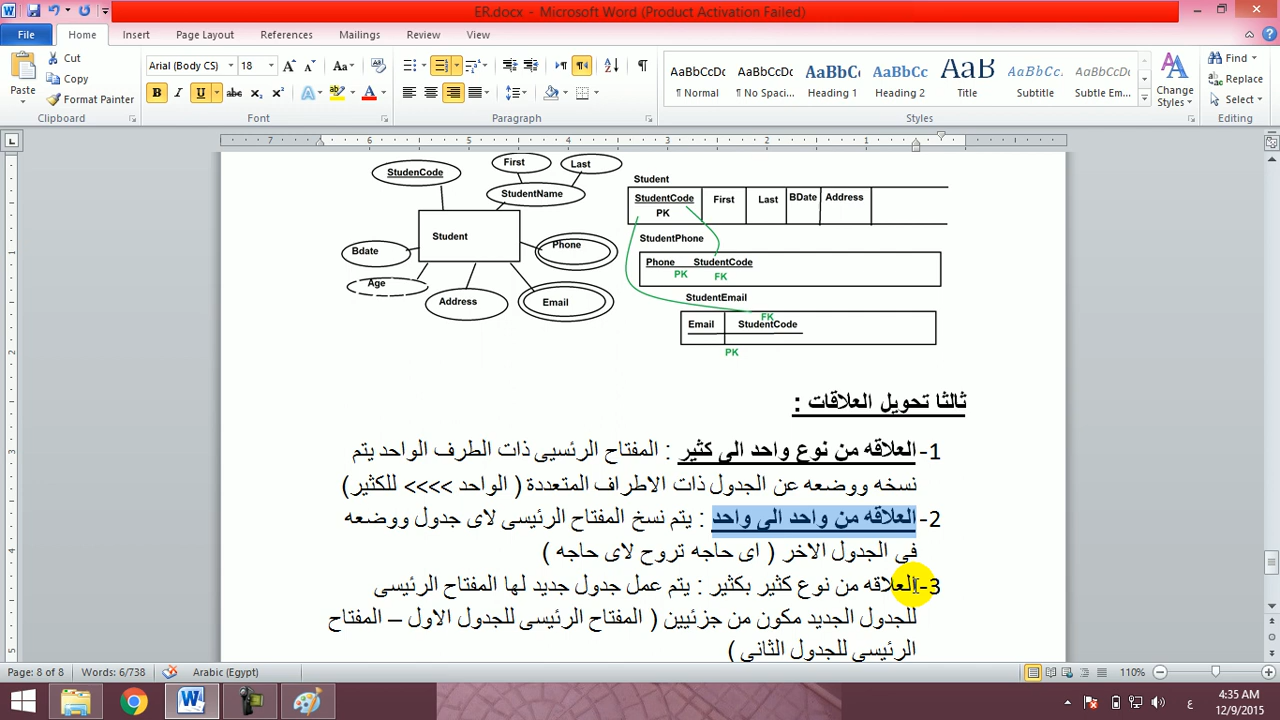 ER.docx - Microsoft Word (Product Activation Failed)
File Home Insert Page Layout References Mailings Review View
Paste
Cut
Copy
Format Painter
Clipboard
Arial (Body CS) 18
Font
Paragraph
AaBbCcDc AaBbCcDc AaBbCc AaBbCc AaB AaBbCc. AaBbCcDc
¶ Normal ¶ No Spaci... Heading 1 Heading 2 Title Subtitle Subtle Em...
Change Styles
Styles
Find
Replace
Select
Editing
StudenCode
First
Last
StudentName
Student
Bdate
Phone
Age
Address
Email
Student
StudentCode First Last BDate Address
PK
StudentPhone
Phone StudentCode
PK FK
StudentEmail
FK
Email StudentCode
PK
ثالثا تحويل العلاقات :
1- العلاقه من نوع واحد الى كثير : المفتاح الرئسيى ذات الطرف الواحد يتم
نسخه ووضعه عن الجدول ذات الاطراف المتعددة ( الواحد >>>> للكثير)
2- العلاقه من واحد الى واحد : يتم نسخ المفتاح الرئيسى لاى جدول ووضعه
فى الجدول الاخر ( اى حاجه تروح لاى حاجه )
3- العلاقه من نوع كثير بكثير : يتم عمل جدول جديد لها المفتاح الرئيسى
للجدول الجديد مكون من جزئيين ( المفتاح الرئيسى للجدول الاول – المفتاح
الرئيسى للجدول الثانى )
Page: 8 of 8 Words: 6/738 Arabic (Egypt) 110%
ع 4:35 AM
12/9/2015